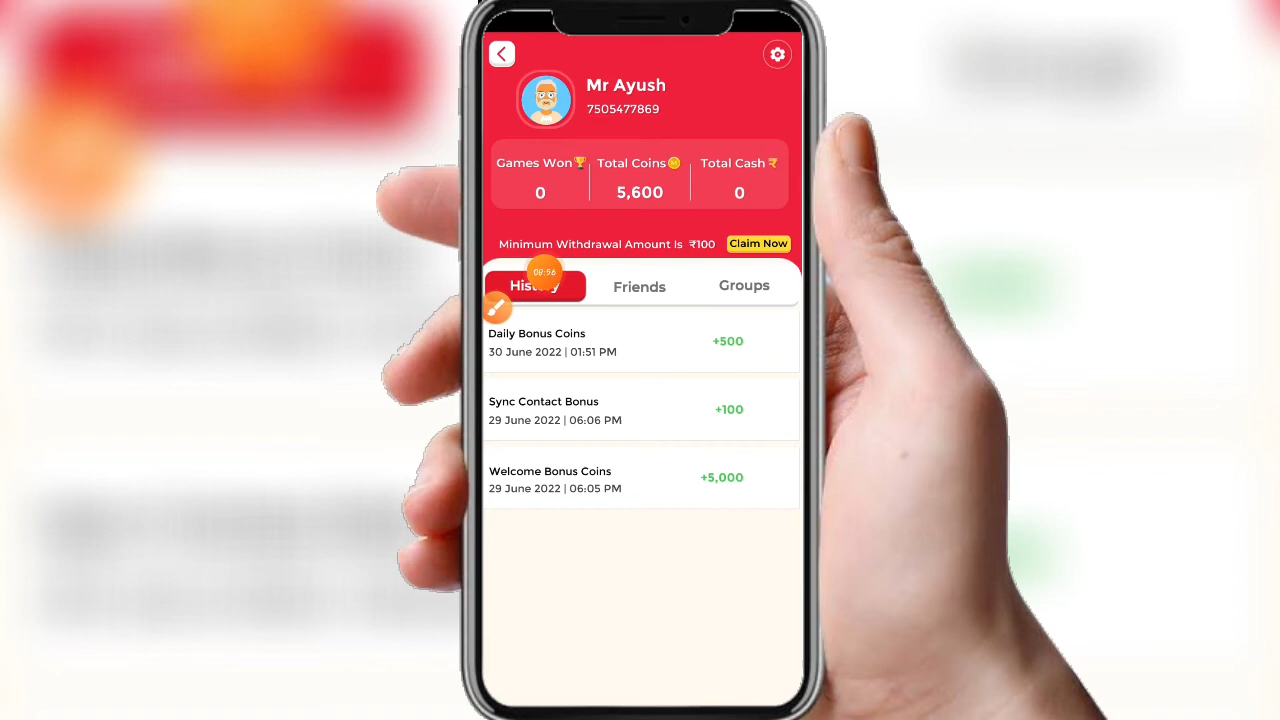 Mr Ayush
7505477869
Games Won🏆 Total Coins🪙 Total Cash₹
0 5,600 0
Minimum Withdrawal Amount Is ₹100 Claim Now
History Friends Groups
Daily Bonus Coins
+500
30 June 2022 | 01:51 PM
Sync Contact Bonus
+100
29 June 2022 | 06:06 PM
Welcome Bonus Coins
+5,000
29 June 2022 | 06:05 PM